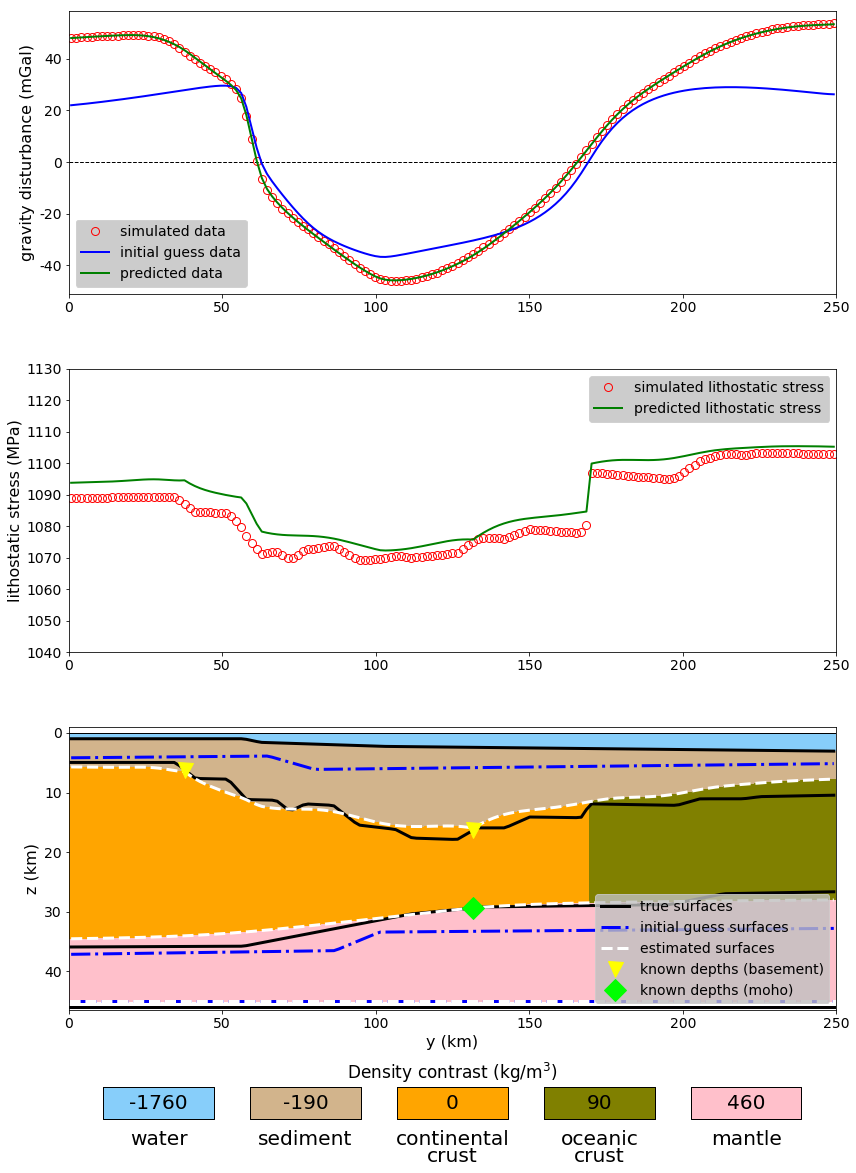 gravity disturbance (mGal)
40
20
0
-20
-40
simulated data
initial guess data
predicted data
0 50 100 150 200 250
lithostatic stress (MPa)
1130
1120
1110
1100
1090
1080
1070
1060
1050
1040
simulated lithostatic stress
predicted lithostatic stress
0 50 100 150 200 250
z (km)
0
10
20
30
40
true surfaces
initial guess surfaces
estimated surfaces
known depths (basement)
known depths (moho)
0 50 100 150 200 250
y (km)
Density contrast (kg/m³)
-1760 -190 0 90 460
water sediment continental oceanic mantle
crust crust